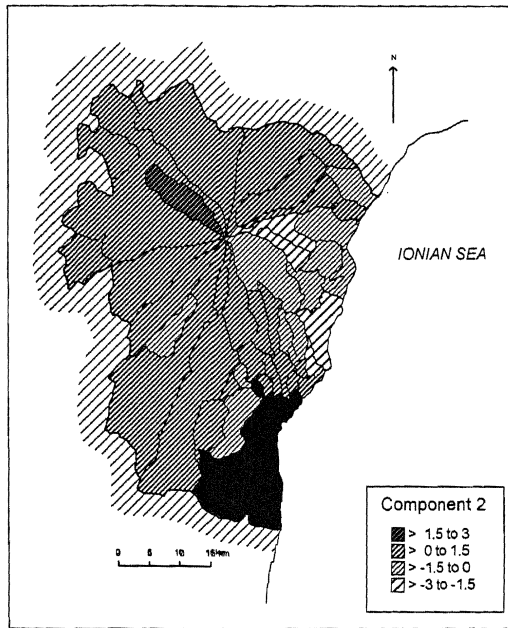 N
IONIAN SEA
Component 2
> 1.5 to 3
> 0 to 1.5
> -1.5 to 0
> -3 to -1.5
0 5 10